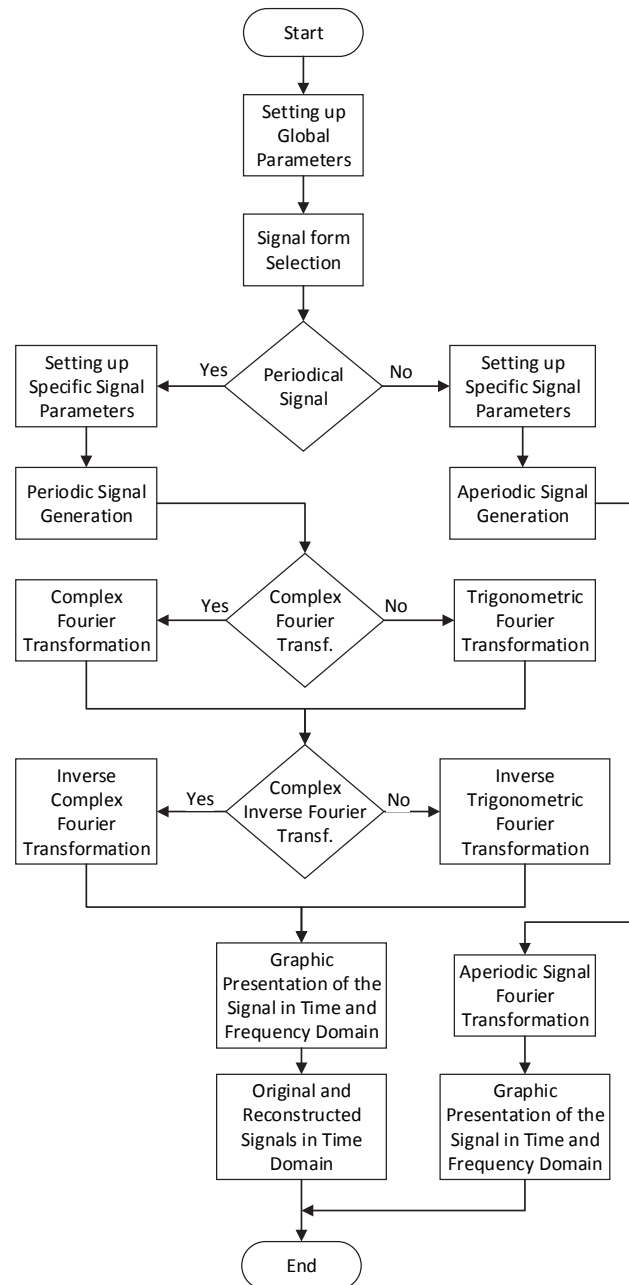 Start
Setting up
Global
Parameters
Signal form
Selection
Periodical
Signal
Yes
No
Setting up
Specific Signal
Parameters
Setting up
Specific Signal
Parameters
Periodic Signal
Generation
Aperiodic Signal
Generation
Complex
Fourier
Transformation
Yes
Complex
Fourier
Transf.
No
Trigonometric
Fourier
Transformation
Inverse
Complex
Fourier
Transformation
Yes
Complex
Inverse Fourier
Transf.
No
Inverse
Trigonometric
Fourier
Transformation
Graphic
Presentation of the
Signal in Time and
Frequency Domain
Aperiodic Signal
Fourier
Transformation
Original and
Reconstructed
Signals in Time
Domain
Graphic
Presentation of the
Signal in Time and
Frequency Domain
End